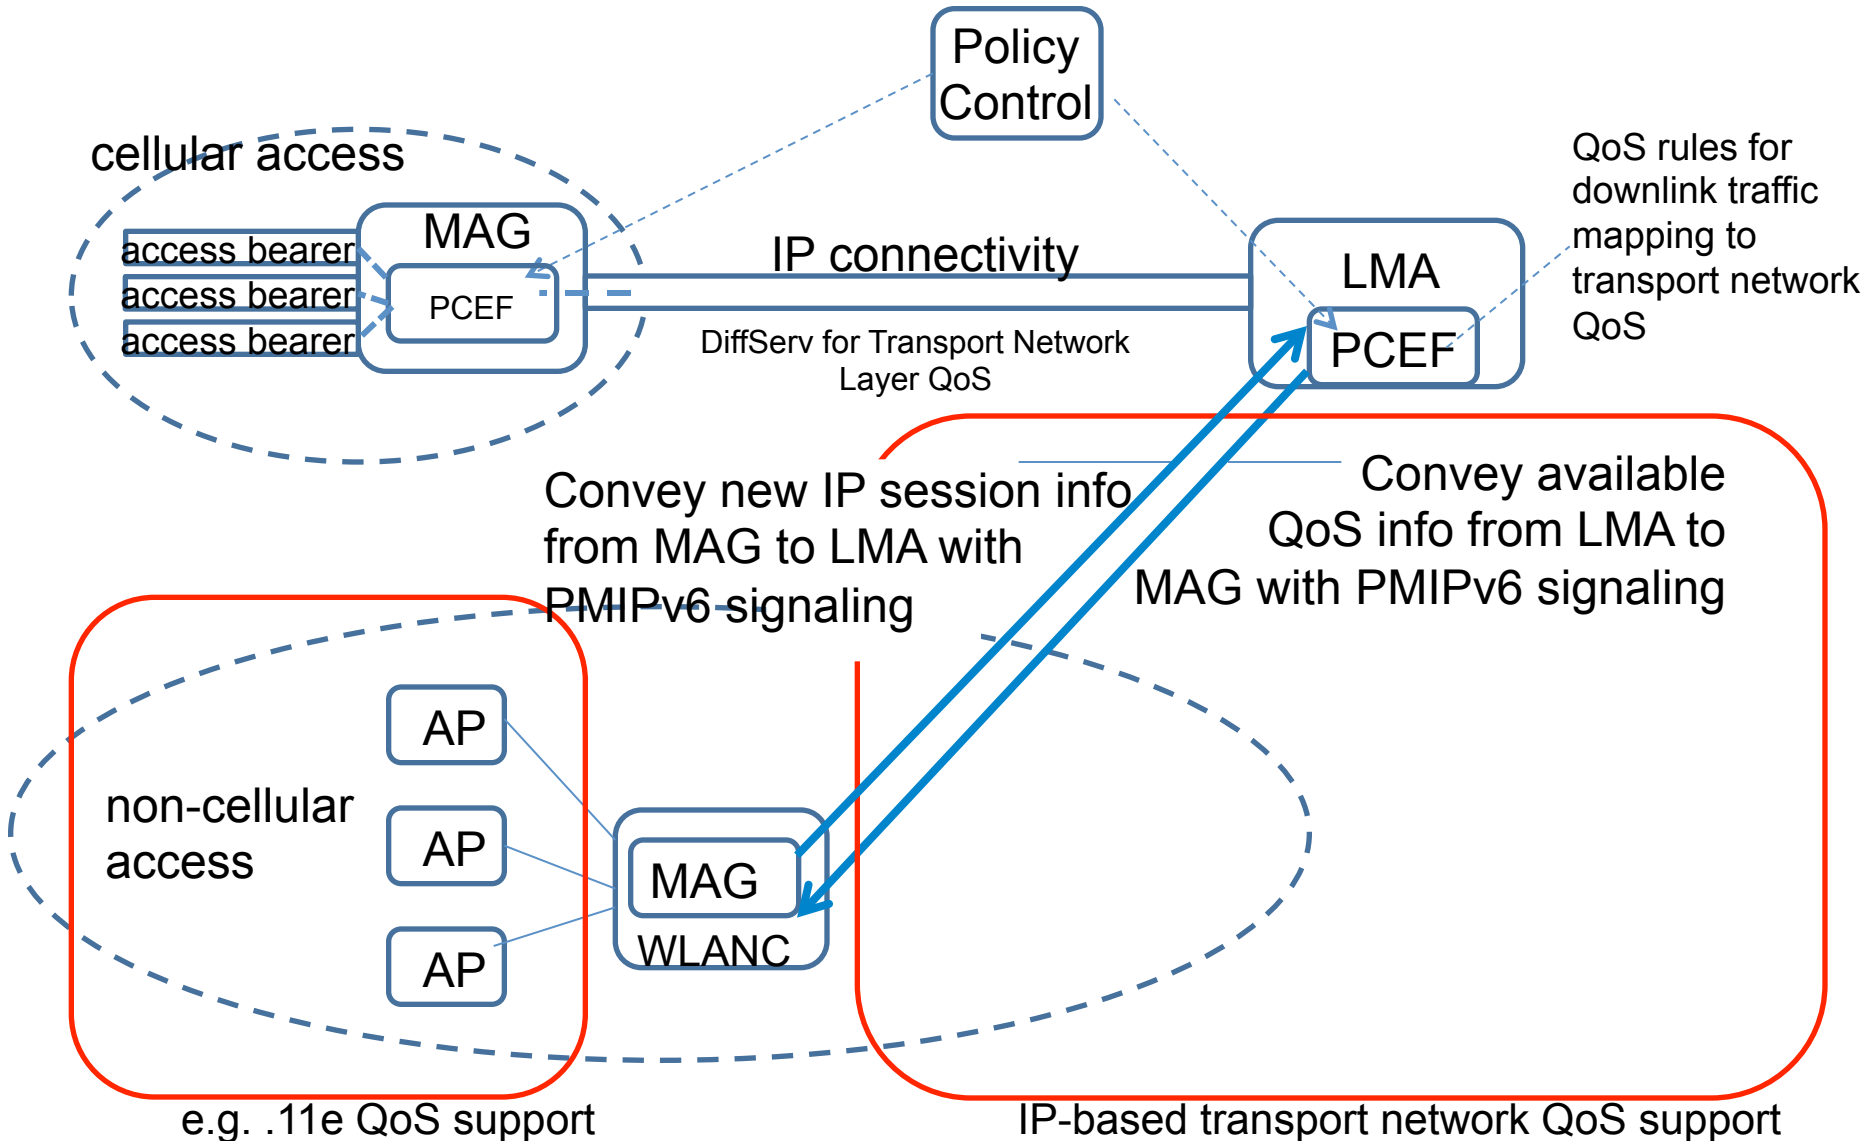 Policy
Control
cellular access
QoS rules for
downlink traffic
mapping to
transport network
QoS
MAG
PCEF
access bearer
access bearer
access bearer
IP connectivity
DiffServ for Transport Network
Layer QoS
LMA
PCEF
Convey new IP session info
from MAG to LMA with
PMIPv6 signaling
Convey available
QoS info from LMA to
MAG with PMIPv6 signaling
non-cellular
access
AP
AP
AP
MAG
WLANC
e.g. .11e QoS support
IP-based transport network QoS support